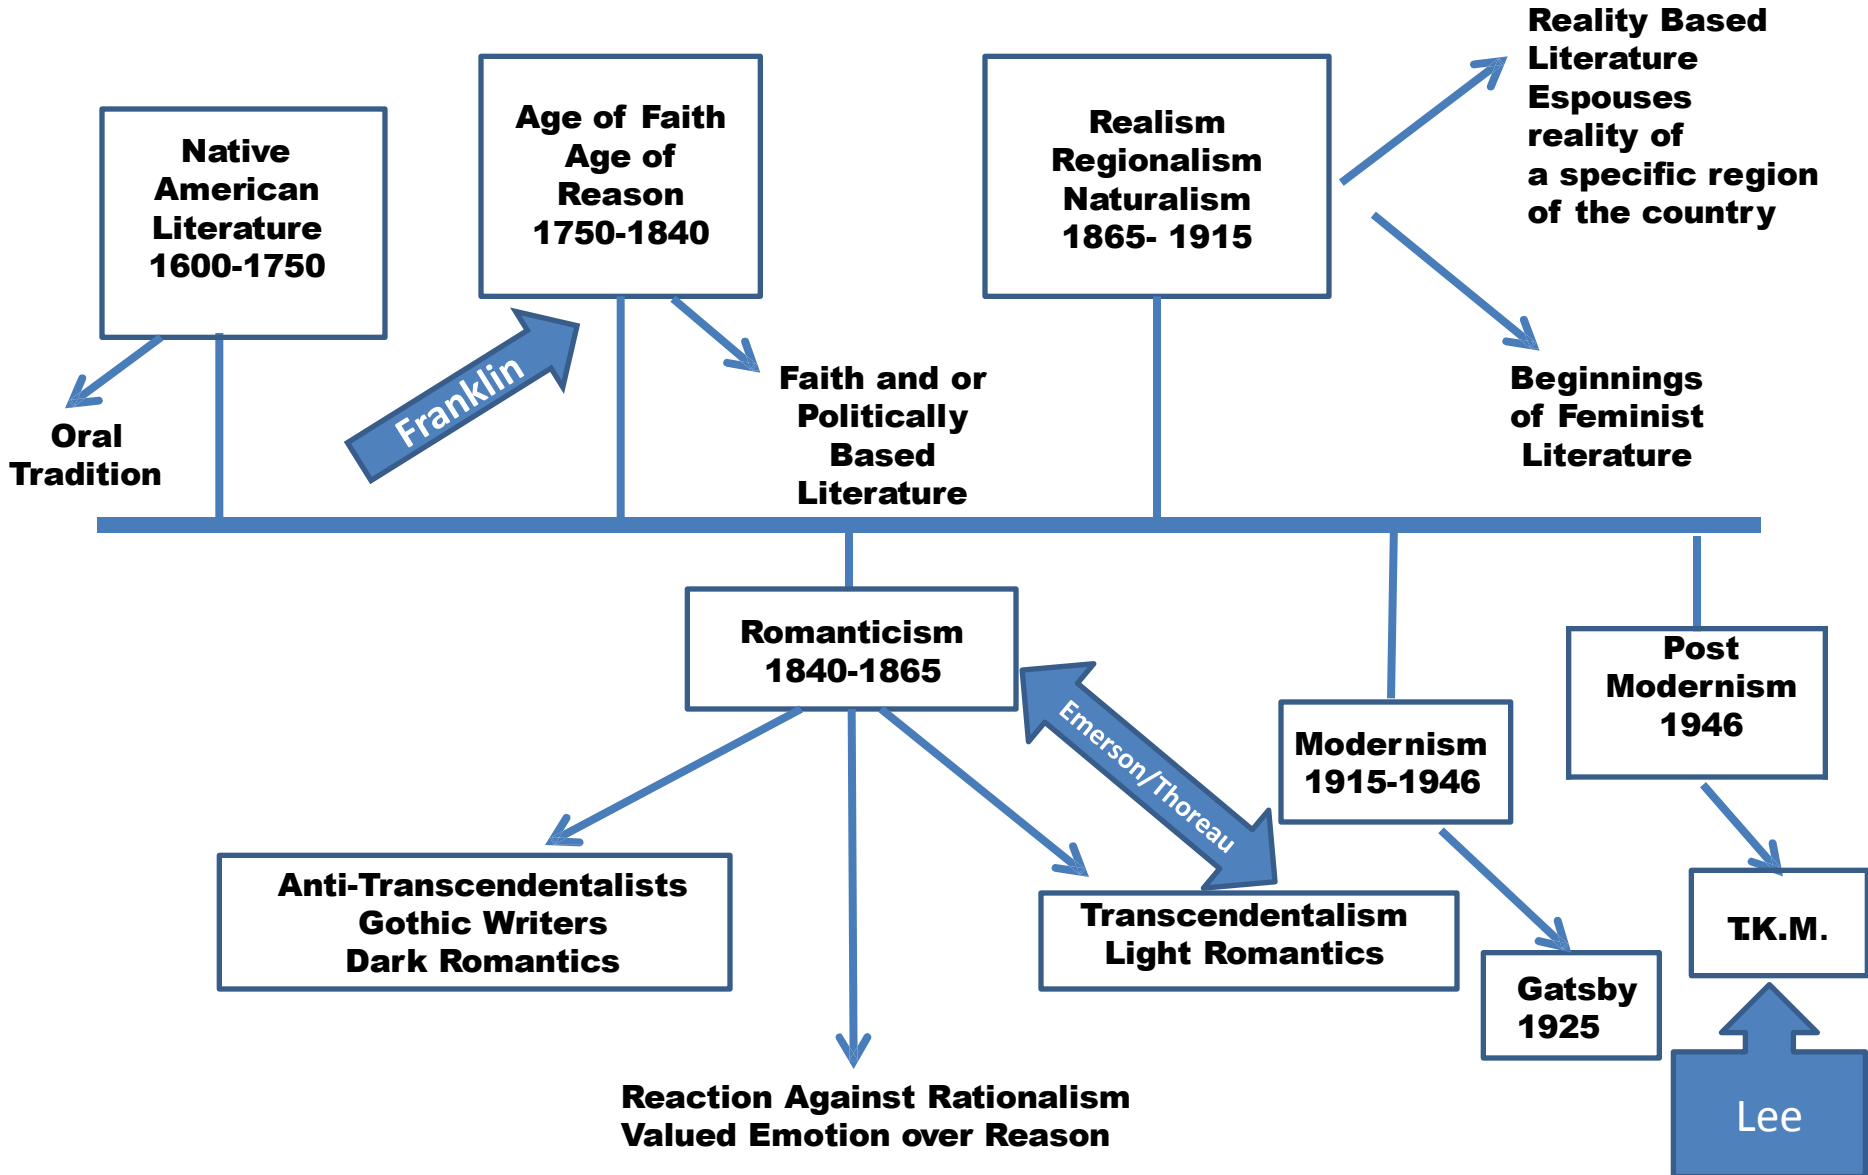 Native
American
Literature
1600-1750
Oral
Tradition
Franklin
Age of Faith
Age of
Reason
1750-1840
Faith and or
Politically
Based
Literature
Realism
Regionalism
Naturalism
1865- 1915
Reality Based
Literature
Espouses
reality of
a specific region
of the country
Beginnings
of Feminist
Literature
Romanticism
1840-1865
Emerson/Thoreau
Anti-Transcendentalists
Gothic Writers
Dark Romantics
Reaction Against Rationalism
Valued Emotion over Reason
Transcendentalism
Light Romantics
Modernism
1915-1946
Gatsby
1925
Post
Modernism
1946
T.K.M.
Lee